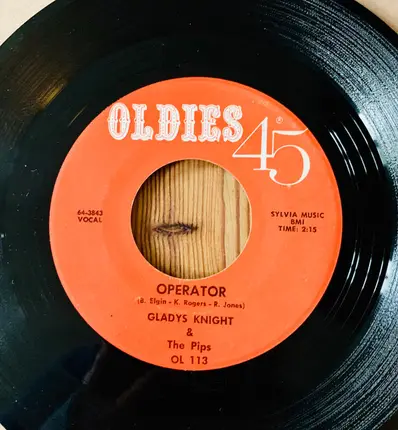 OLDIES 45
64-3843
VOCAL
SYLVIA MUSIC
BMI
TIME: 2:15
OPERATOR
(B. Elgin - K. Rogers - R. Jones)
GLADYS KNIGHT
&
The Pips
OL 113